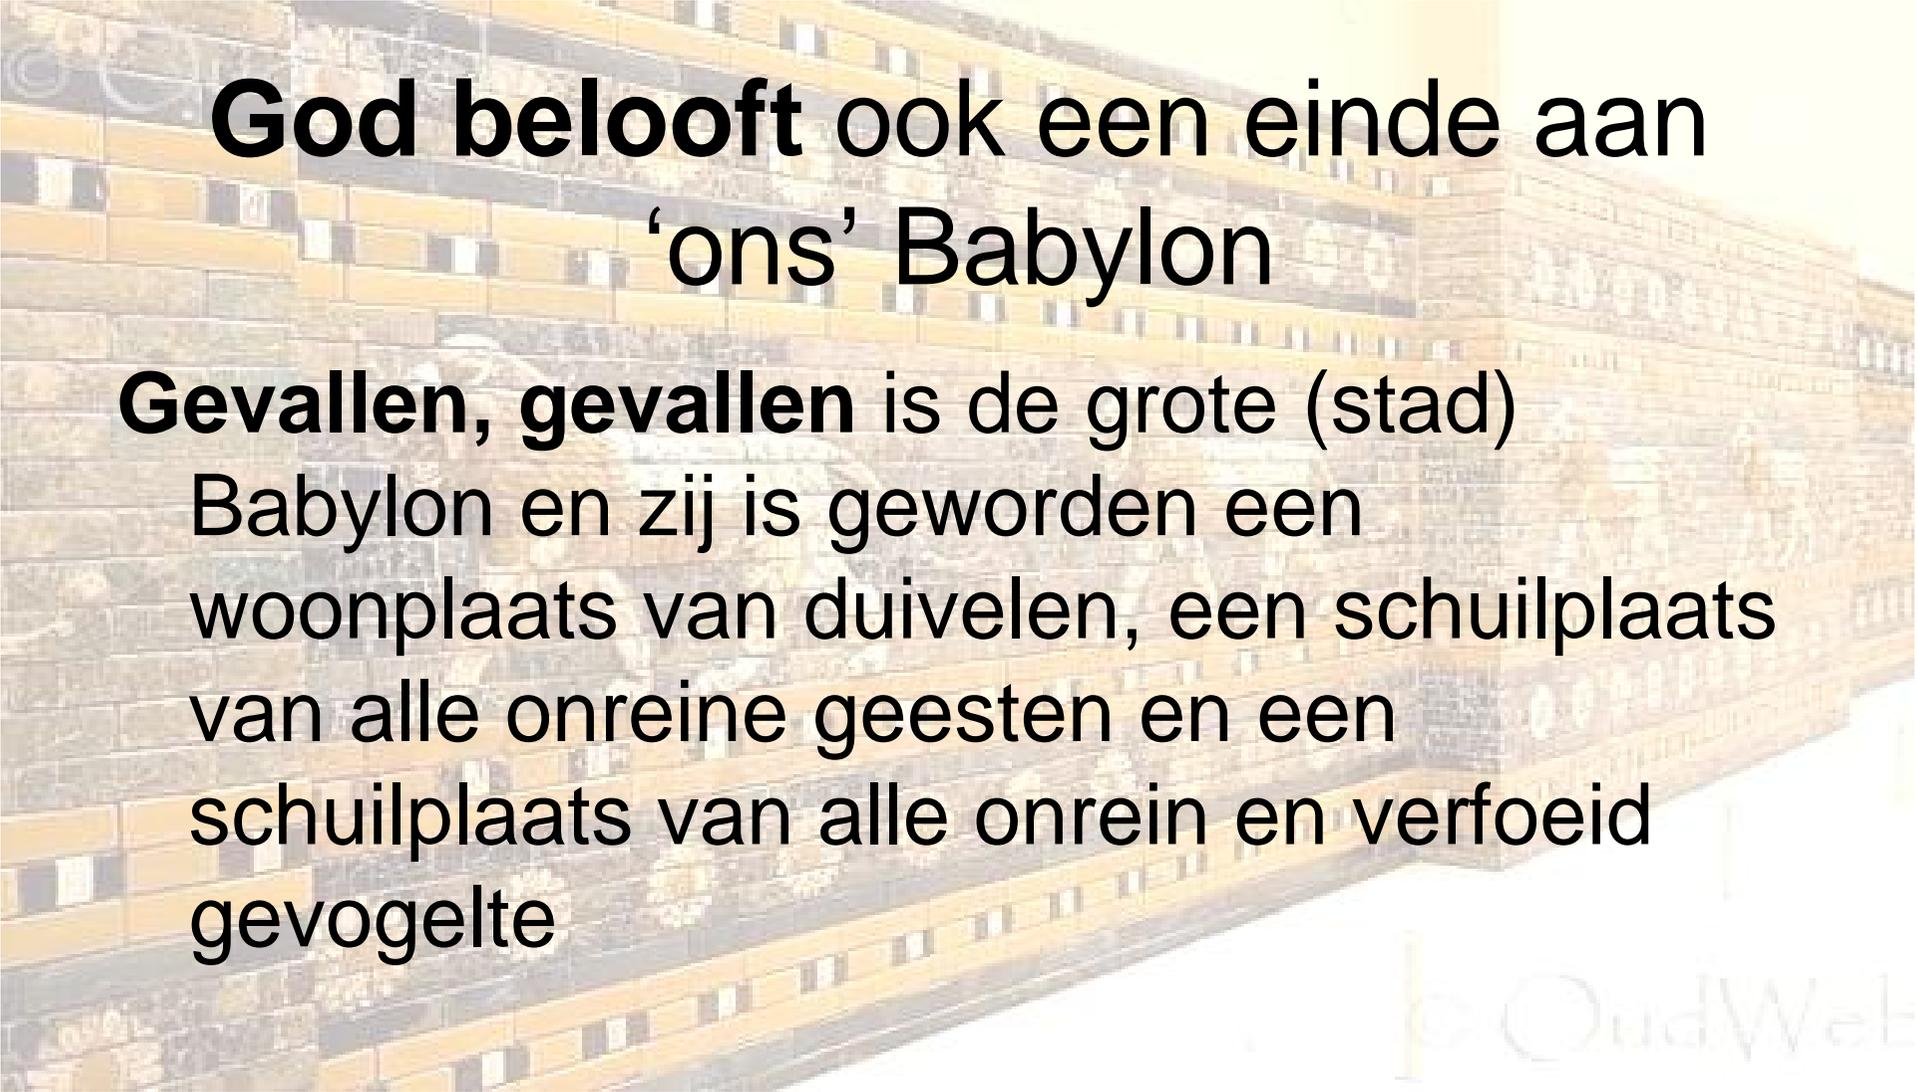 God belooft ook een einde aan
‘ons’ Babylon
Gevallen, gevallen is de grote (stad)
Babylon en zij is geworden een
woonplaats van duivelen, een schuilplaats
van alle onreine geesten en een
schuilplaats van alle onrein en verfoeid
gevogelte
© OudWeb